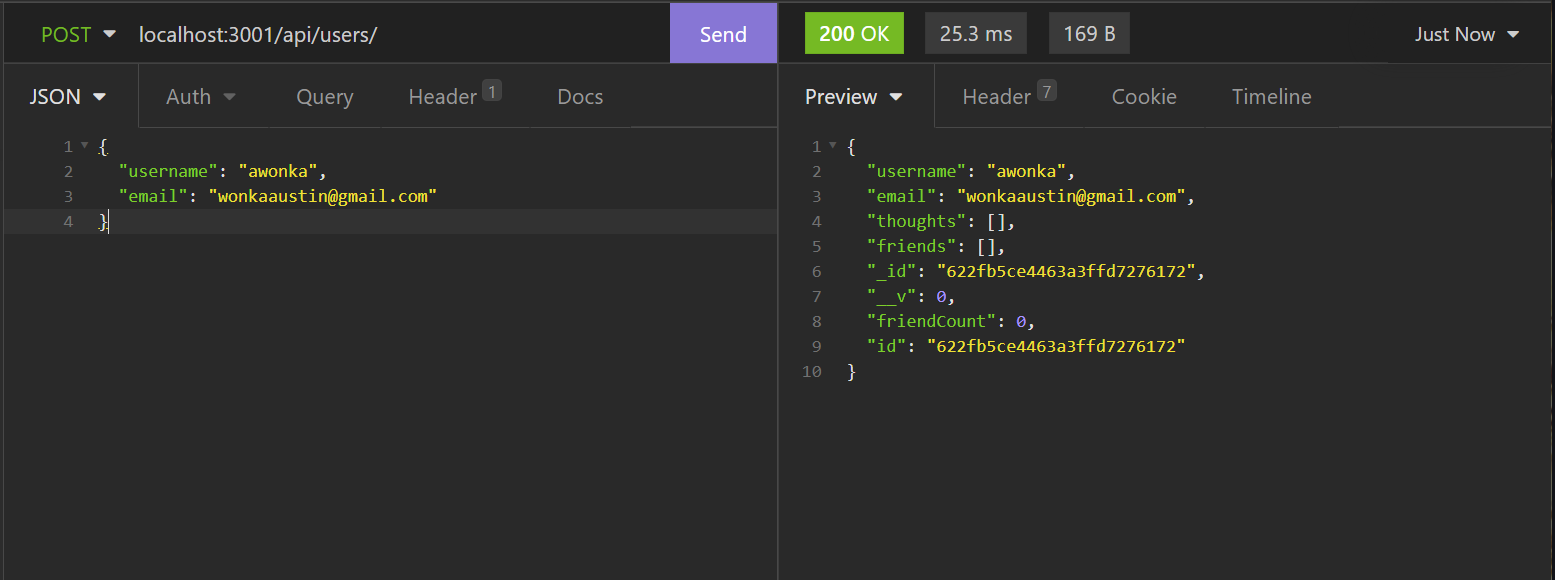 POST localhost:3001/api/users/ Send
JSON Auth Query Header 1 Docs
1 {
2 "username": "awonka",
3 "email": "wonkaaustin@gmail.com"
4 }
200 OK 25.3 ms 169 B Just Now
Preview Header 7 Cookie Timeline
1 {
2 "username": "awonka",
3 "email": "wonkaaustin@gmail.com",
4 "thoughts": [],
5 "friends": [],
6 "_id": "622fb5ce4463a3ffd7276172",
7 "__v": 0,
8 "friendCount": 0,
9 "id": "622fb5ce4463a3ffd7276172"
10 }